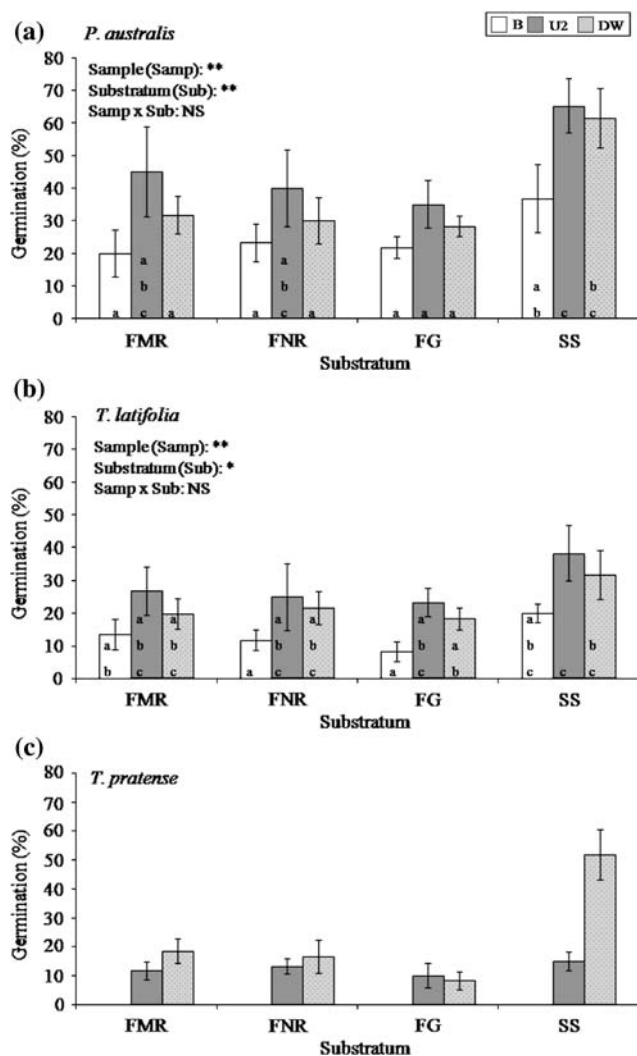 (a) P. australis
B U2 DW
Sample (Samp): **
Substratum (Sub): **
Samp x Sub: NS
Germination (%)
80
70
60
50
40
30
20
10
0
a a
a b b b
a c a a c a a a a b c c
FMR FNR FG SS
Substratum
(b) T. latifolia
Sample (Samp): **
Substratum (Sub): *
Samp x Sub: NS
Germination (%)
80
70
60
50
40
30
20
10
0
a a a a a
a b b b b b a b b
b c c a c c a c b c c c
FMR FNR FG SS
Substratum
(c) T. pratense
Germination (%)
80
70
60
50
40
30
20
10
0
FMR FNR FG SS
Substratum